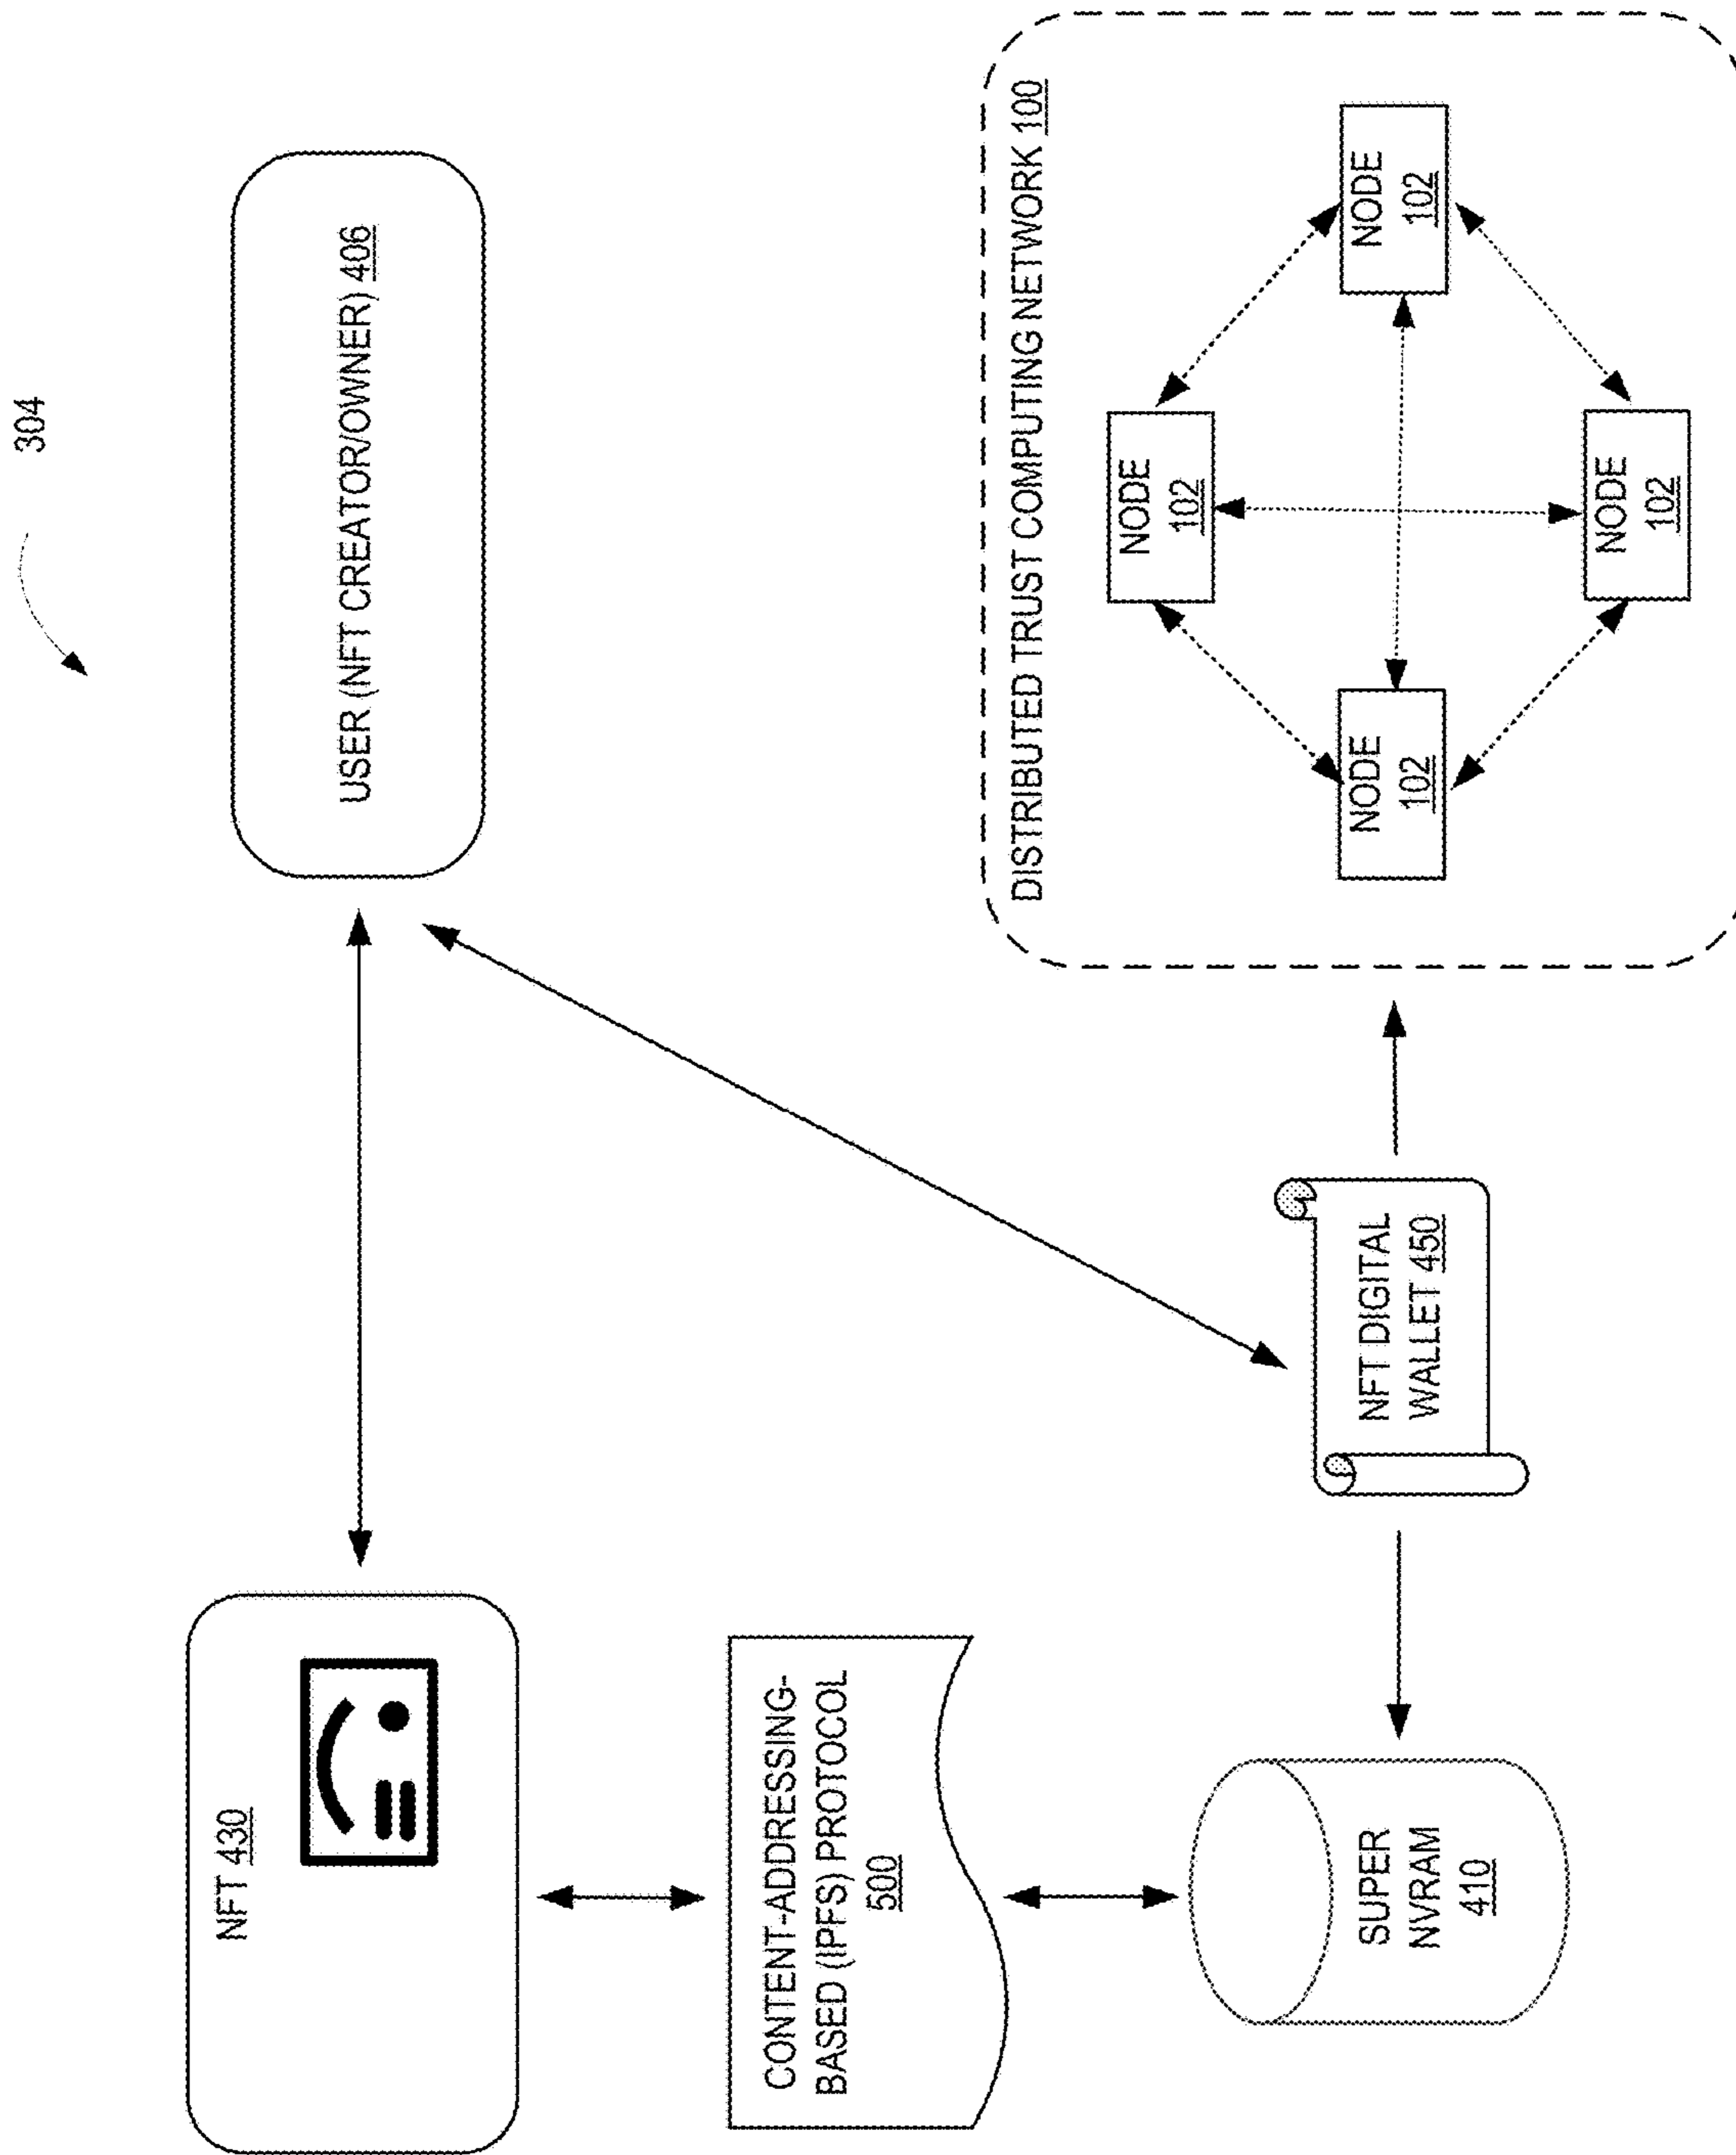 304
NFT 430
USER (NFT CREATOR/OWNER) 406
CONTENT-ADDRESSING-
BASED (IPFS) PROTOCOL
500
SUPER
NVRAM
410
NFT DIGITAL
WALLET 450
DISTRIBUTED TRUST COMPUTING NETWORK 100
NODE
102
NODE
102
NODE
102
NODE
102